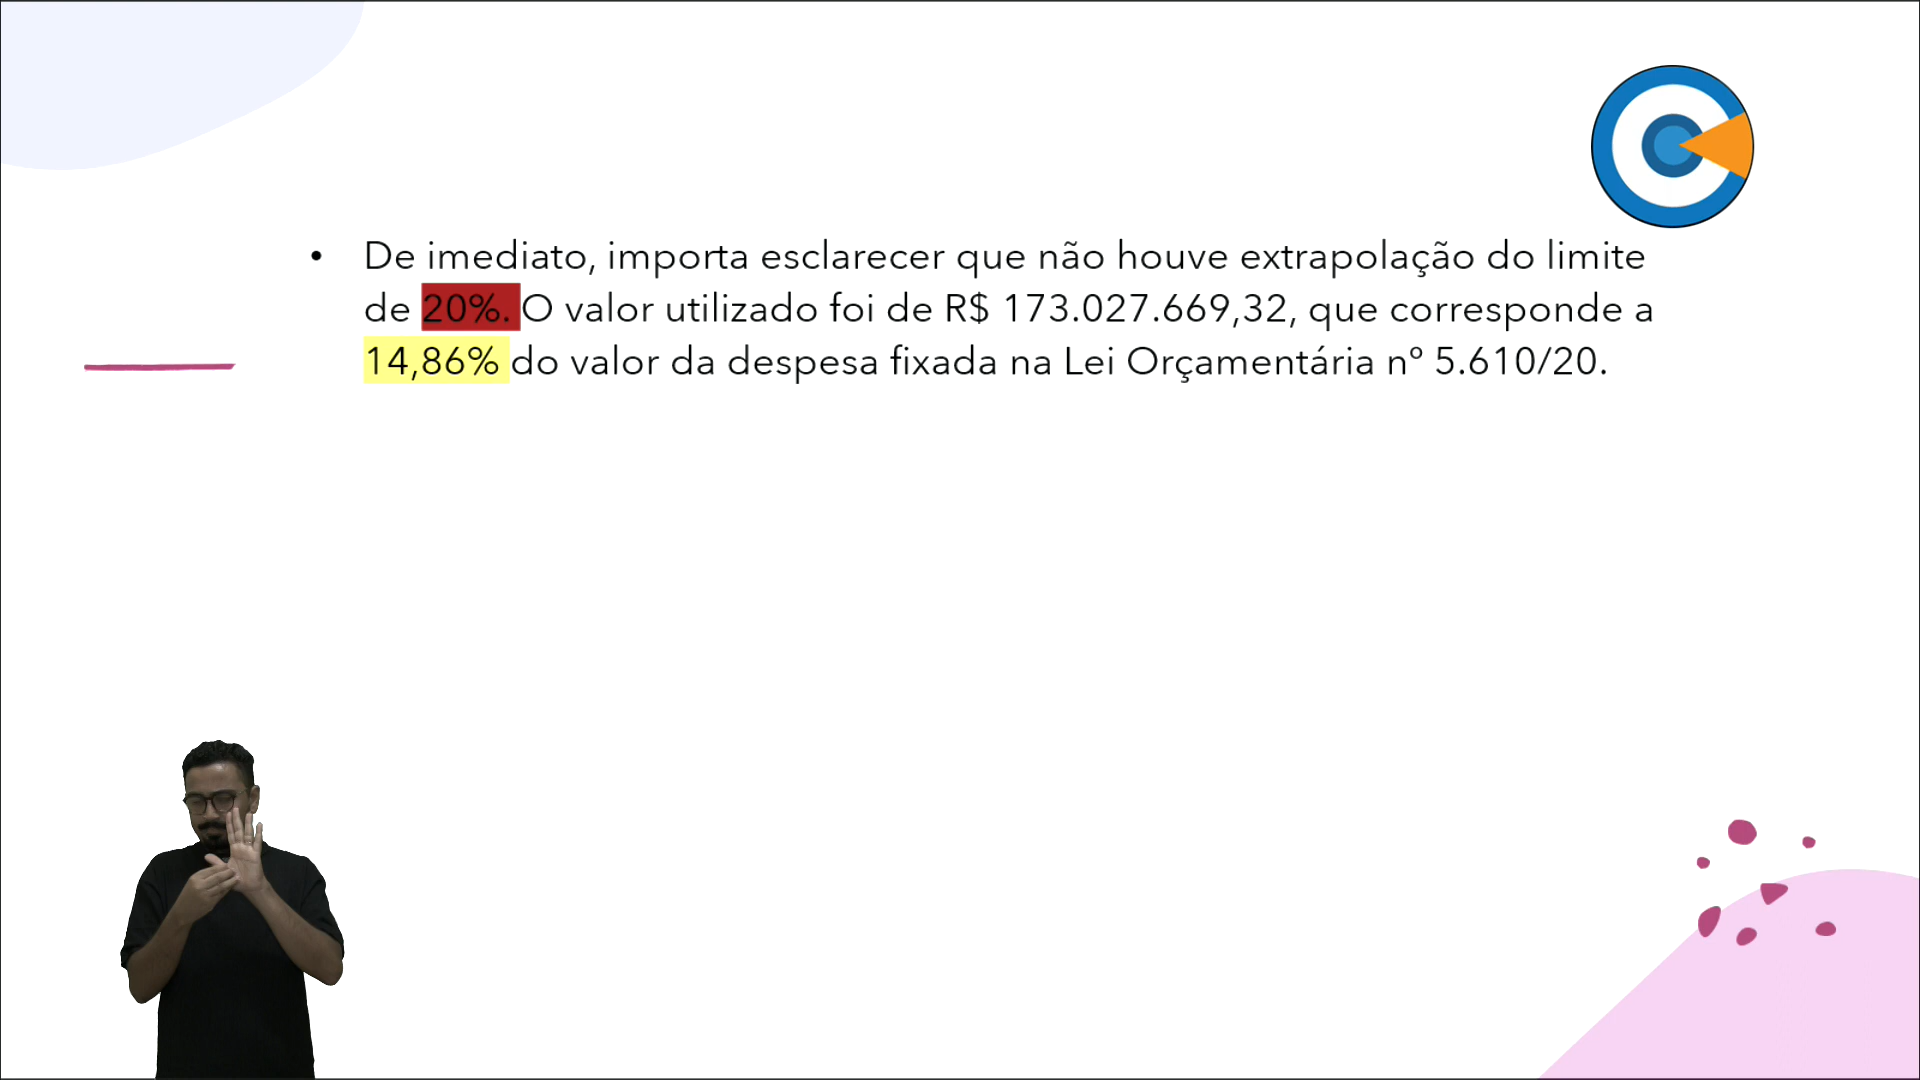 • De imediato, importa esclarecer que não houve extrapolação do limite
de 20%. O valor utilizado foi de R$ 173.027.669,32, que corresponde a
14,86% do valor da despesa fixada na Lei Orçamentária nº 5.610/20.